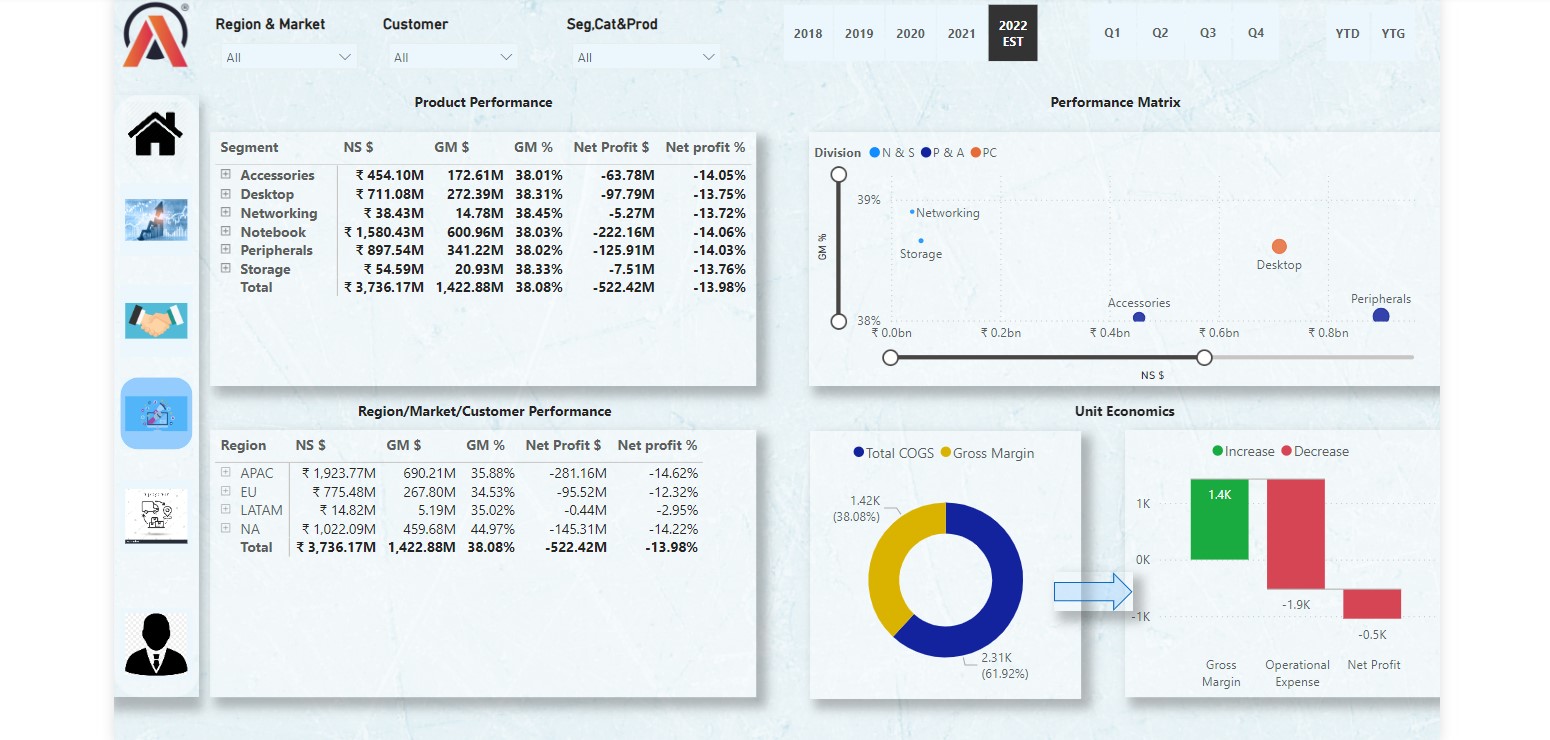 Region & Market Customer Seg,Cat&Prod
All All All
2018 2019 2020 2021 2022 EST Q1 Q2 Q3 Q4 YTD YTG
Product Performance
Segment NS $ GM $ GM % Net Profit $ Net profit %
Accessories ₹ 454.10M 172.61M 38.01% -63.78M -14.05%
Desktop ₹ 711.08M 272.39M 38.31% -97.79M -13.75%
Networking ₹ 38.43M 14.78M 38.45% -5.27M -13.72%
Notebook ₹ 1,580.43M 600.96M 38.03% -222.16M -14.06%
Peripherals ₹ 897.54M 341.22M 38.02% -125.91M -14.03%
Storage ₹ 54.59M 20.93M 38.33% -7.51M -13.76%
Total ₹ 3,736.17M 1,422.88M 38.08% -522.42M -13.98%
Performance Matrix
Division N & S P & A PC
GM %
39%
38%
Networking
Storage
Desktop
Accessories
Peripherals
₹ 0.0bn ₹ 0.2bn ₹ 0.4bn ₹ 0.6bn ₹ 0.8bn
NS $
Region/Market/Customer Performance
Region NS $ GM $ GM % Net Profit $ Net profit %
APAC ₹ 1,923.77M 690.21M 35.88% -281.16M -14.62%
EU ₹ 775.48M 267.80M 34.53% -95.52M -12.32%
LATAM ₹ 14.82M 5.19M 35.02% -0.44M -2.95%
NA ₹ 1,022.09M 459.68M 44.97% -145.31M -14.22%
Total ₹ 3,736.17M 1,422.88M 38.08% -522.42M -13.98%
Unit Economics
Total COGS Gross Margin
1.42K
(38.08%)
2.31K
(61.92%)
Increase Decrease
1K
0K
-1K
1.4K
-1.9K
-0.5K
Gross Margin
Operational Expense
Net Profit